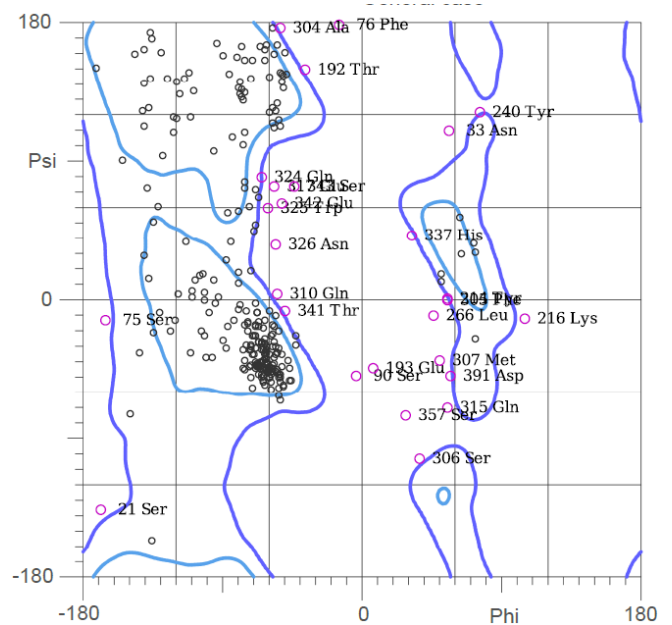 180
304 Ala
76 Phe
192 Thr
240 Tyr
33 Asn
Psi
324 Gln
342 Glu
325 Trp
337 His
326 Asn
310 Gln
0
341 Thr
75 Ser
266 Leu
216 Lys
307 Met
193 Glu
90 Ser
391 Asp
315 Gln
357 Ser
306 Ser
21 Ser
-180
-180
0
Phi
180